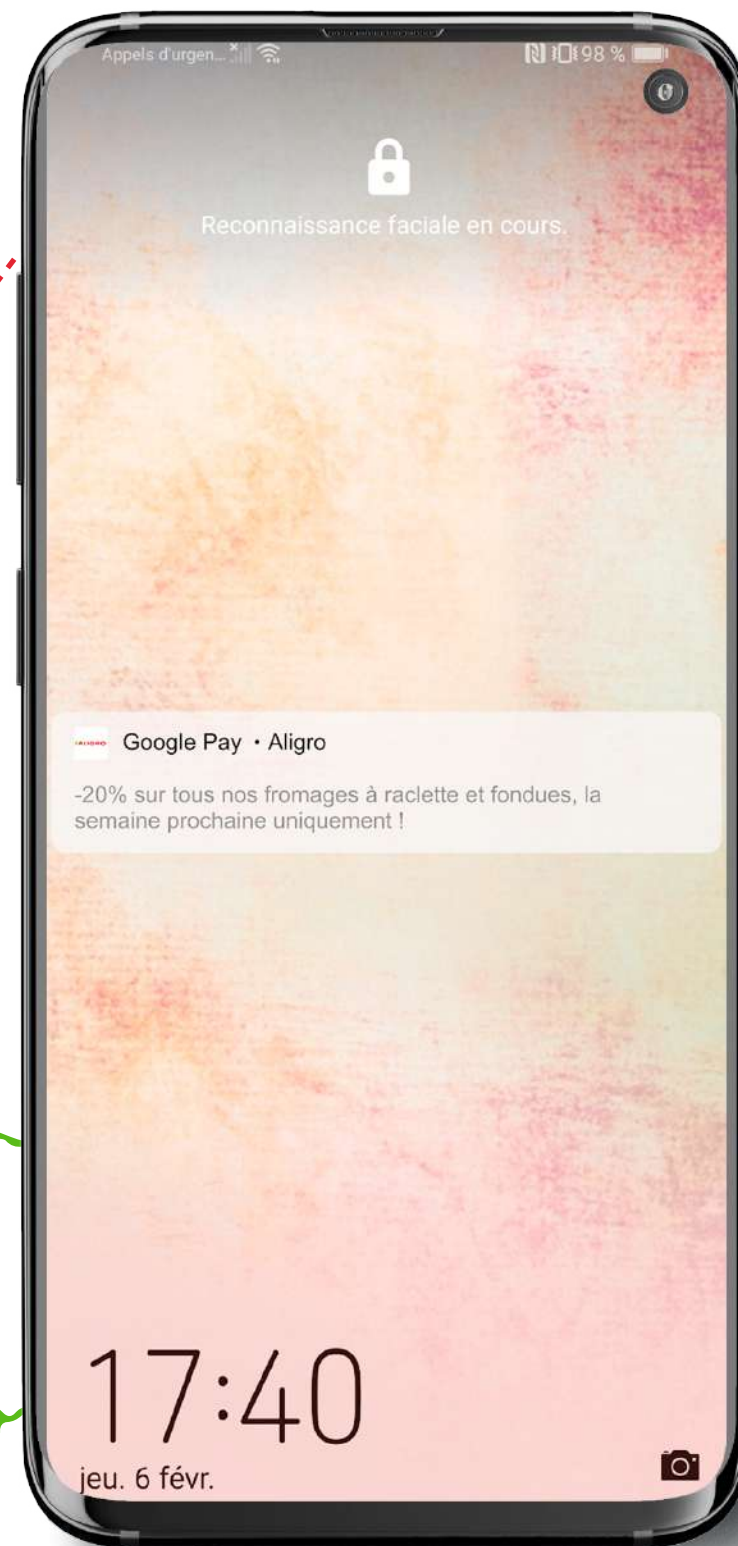 Appels d'urgen... 98 %
Reconnaissance faciale en cours.
ALIGRO Google Pay • Aligro
-20% sur tous nos fromages à raclette et fondues, la
semaine prochaine uniquement !
17:40
jeu. 6 févr.